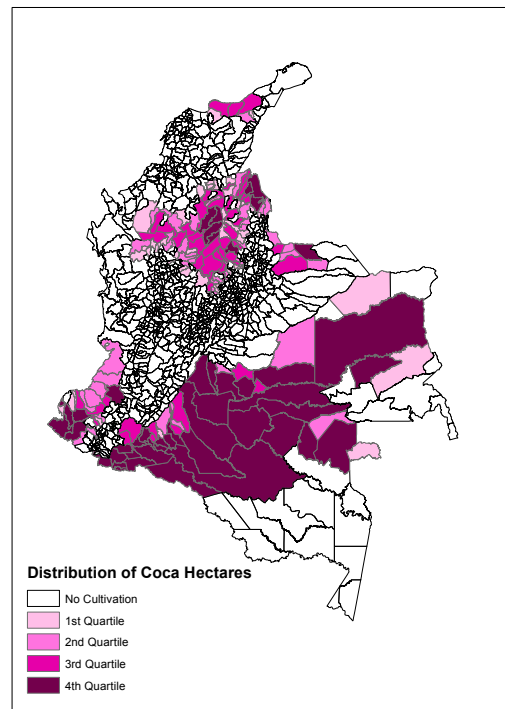 Distribution of Coca Hectares
No Cultivation
1st Quartile
2nd Quartile
3rd Quartile
4th Quartile